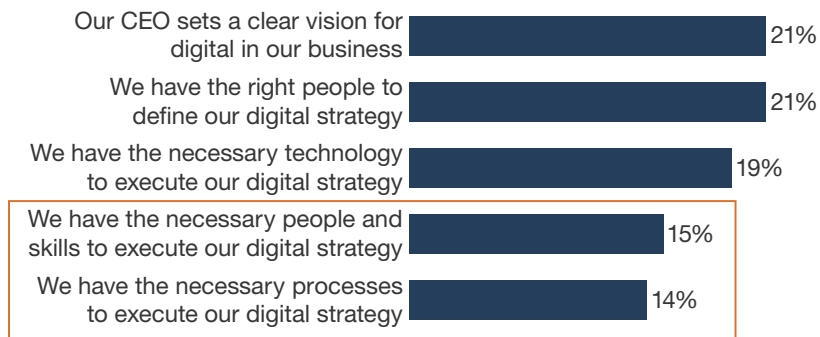 Our CEO sets a clear vision for
digital in our business
21%
We have the right people to
define our digital strategy
21%
We have the necessary technology
to execute our digital strategy
19%
We have the necessary people and
skills to execute our digital strategy
15%
We have the necessary processes
to execute our digital strategy
14%